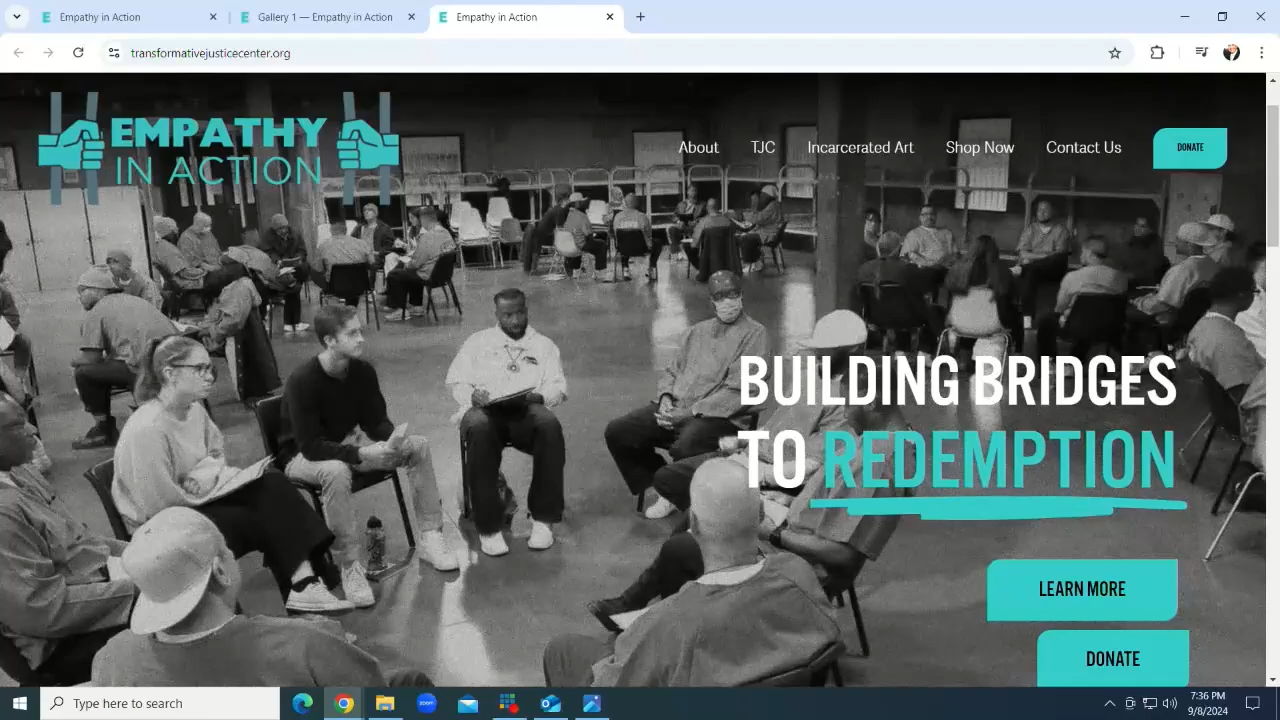 Empathy in Action
Gallery 1 — Empathy in Action
Empathy in Action
transformativejusticecenter.org
EMPATHY
IN ACTION
About
TJC
Incarcerated Art
Shop Now
Contact Us
DONATE
BUILDING BRIDGES
TO REDEMPTION
LEARN MORE
DONATE
Type here to search
zoom
7:36 PM
9/8/2024